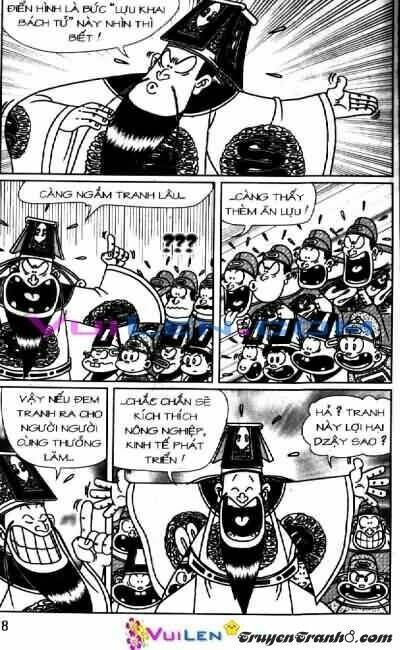 ĐIỂN HÌNH LÀ BỨC "LỰU KHAI
BÁCH TỬ" NÀY NHÌN THÌ
BIẾT!
CÀNG NGẮM TRANH LÂU...
???
...CÀNG THẤY
THÈM ĂN LỰU!
VUILEN.COM
VẬY NẾU ĐEM
TRANH RA CHO
NGƯỜI NGƯỜI
CÙNG THƯỞNG
LÃM...
...CHẮC CHẮN SẼ
KÍCH THÍCH
NÔNG NGHIỆP,
KINH TẾ PHÁT
TRIỂN!
HẢ? TRANH
NÀY LỢI HẠI
DZẬY SAO?
8
VUILEN
TruyenTranh8.com